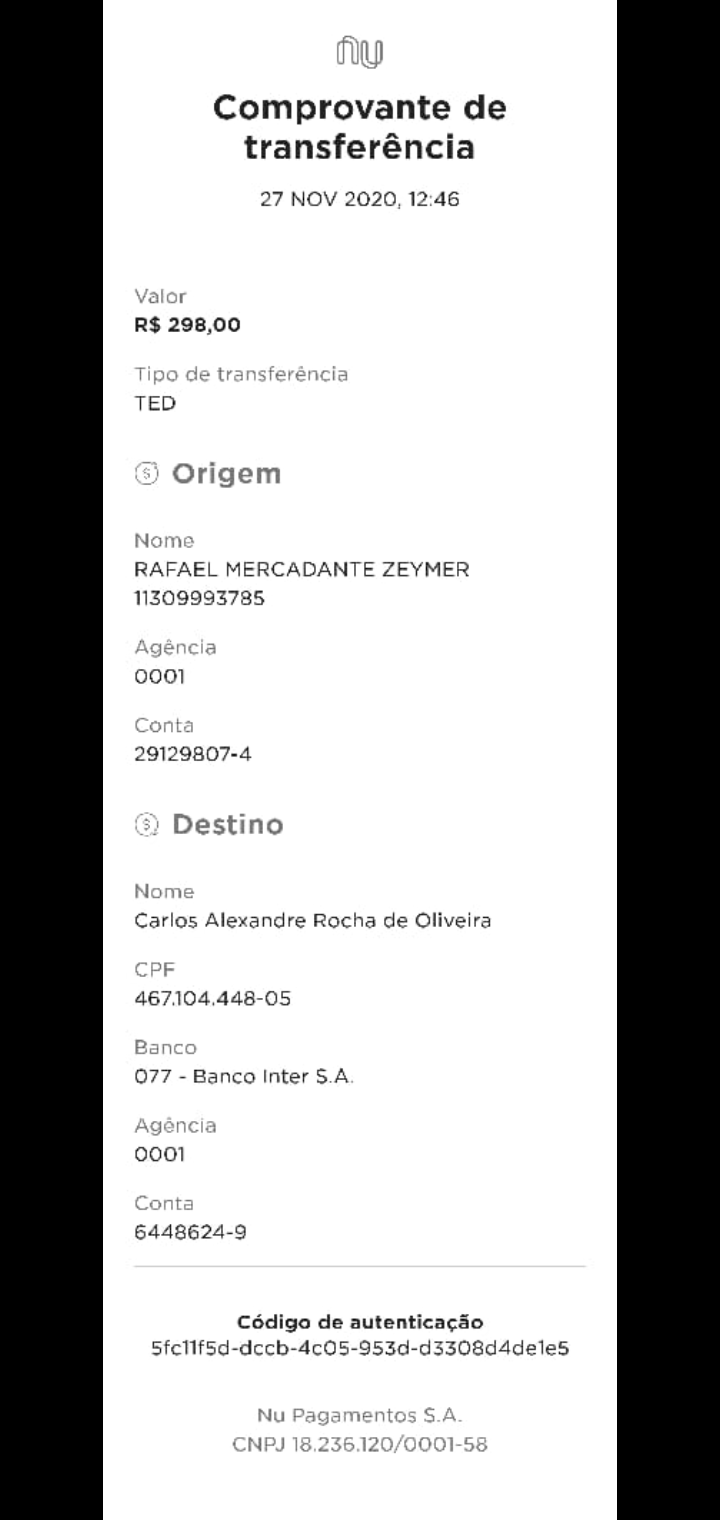 nu
Comprovante de
transferência
27 NOV 2020, 12:46
Valor
R$ 298,00
Tipo de transferência
TED
Origem
Nome
RAFAEL MERCADANTE ZEYMER
11309993785
Agência
0001
Conta
29129807-4
Destino
Nome
Carlos Alexandre Rocha de Oliveira
CPF
467.104.448-05
Banco
077 - Banco Inter S.A.
Agência
0001
Conta
6448624-9
Código de autenticação
5fc11f5d-dccb-4c05-953d-d3308d4de1e5
Nu Pagamentos S.A.
CNPJ 18.236.120/0001-58